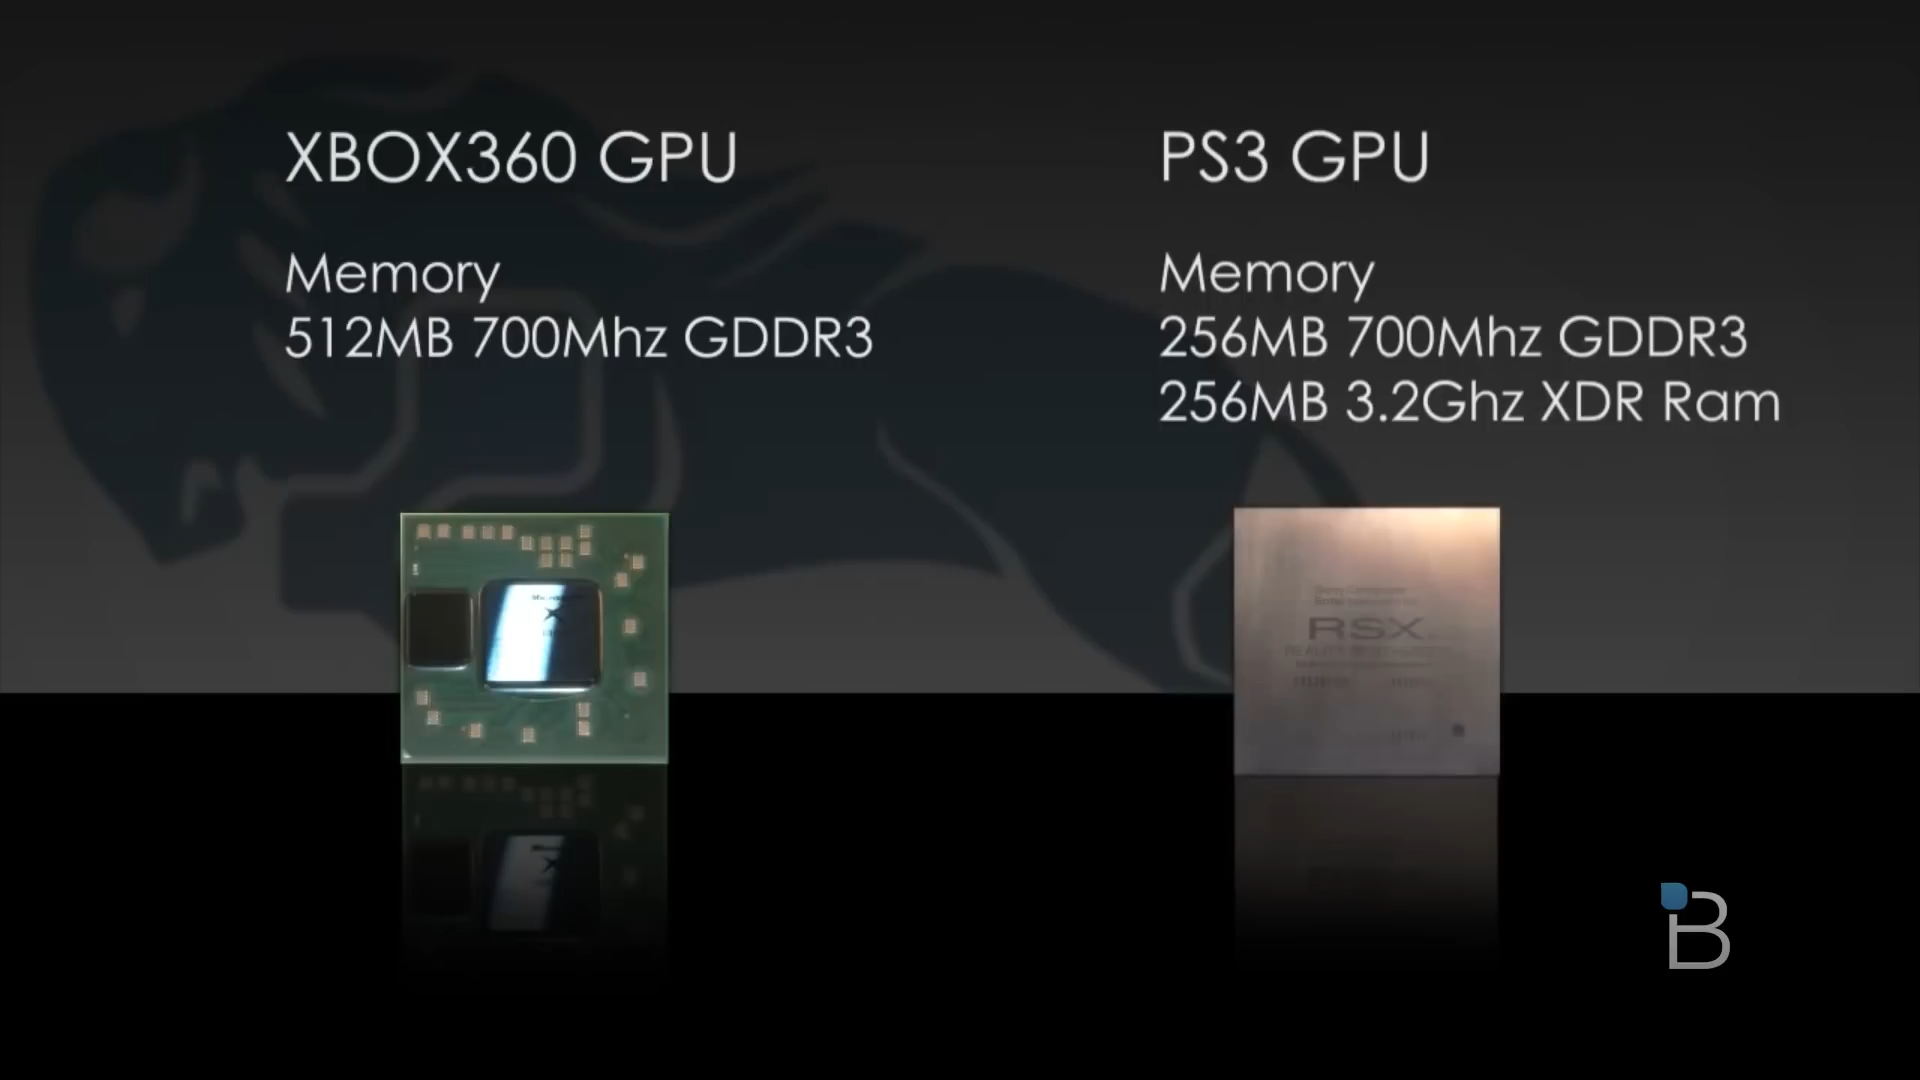 XBOX360 GPU
Memory
512MB 700Mhz GDDR3
PS3 GPU
Memory
256MB 700Mhz GDDR3
256MB 3.2Ghz XDR Ram
RSX
B